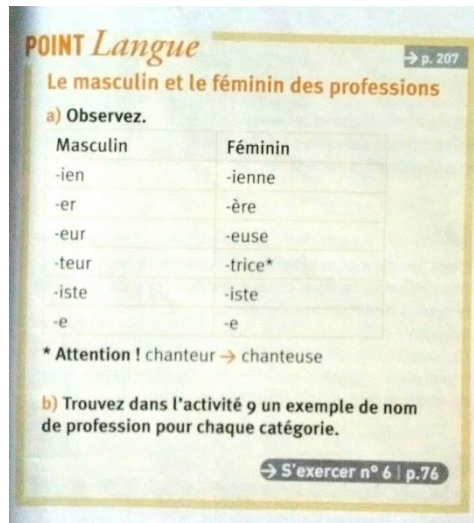 POINT Langue
→ p. 207
Le masculin et le féminin des professions
a) Observez.
Masculin Féminin
-ien -ienne
-er -ère
-eur -euse
-teur -trice*
-iste -iste
-e -e
* Attention ! chanteur → chanteuse
b) Trouvez dans l'activité 9 un exemple de nom
de profession pour chaque catégorie.
→ S'exercer n° 6 | p.76